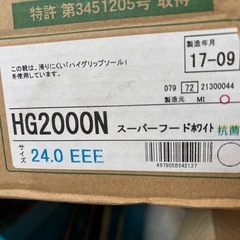 特許 第3451205号 取得
この靴は、滑りにくい「ハイグリップソール」
を使用しています。
製造年月
17-09
079 72 21300044
製造元 MI
HG2000N スーパーフードホワイト 抗菌
サイズ 24.0 EEE
4979058542137